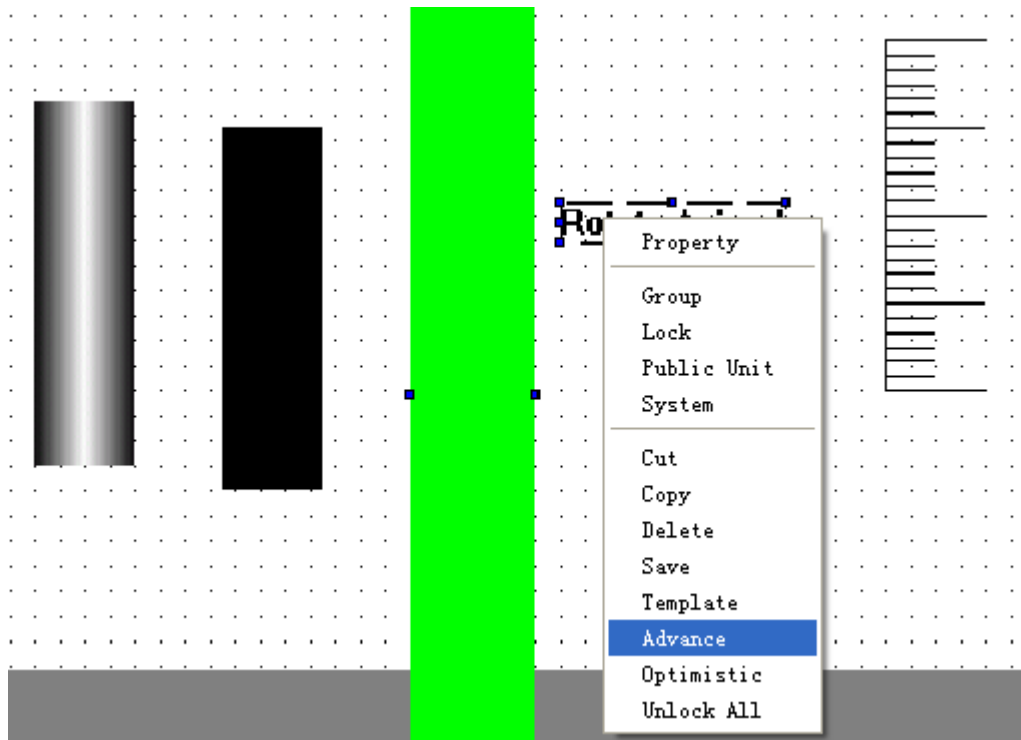 Property
Group
Lock
Public Unit
System
Cut
Copy
Delete
Save
Template
Advance
Optimistic
Unlock All